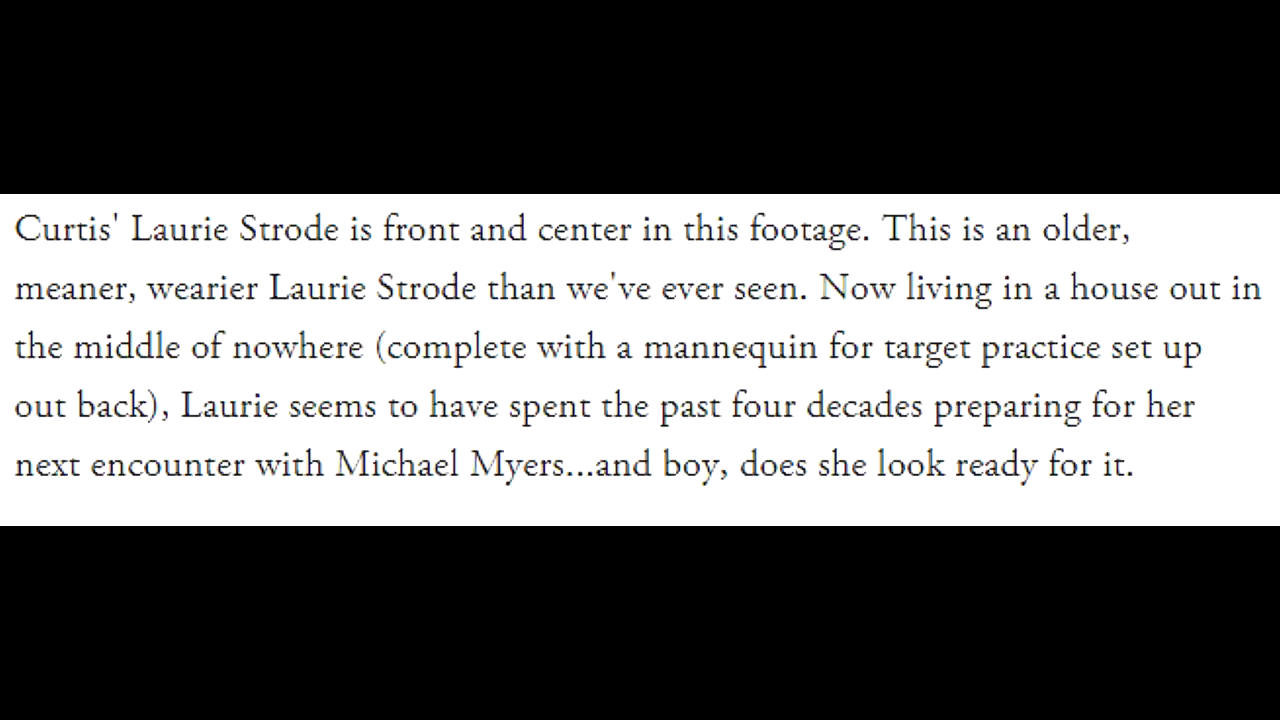 Curtis' Laurie Strode is front and center in this footage. This is an older,
meaner, wearier Laurie Strode than we've ever seen. Now living in a house out in
the middle of nowhere (complete with a mannequin for target practice set up
out back), Laurie seems to have spent the past four decades preparing for her
next encounter with Michael Myers...and boy, does she look ready for it.